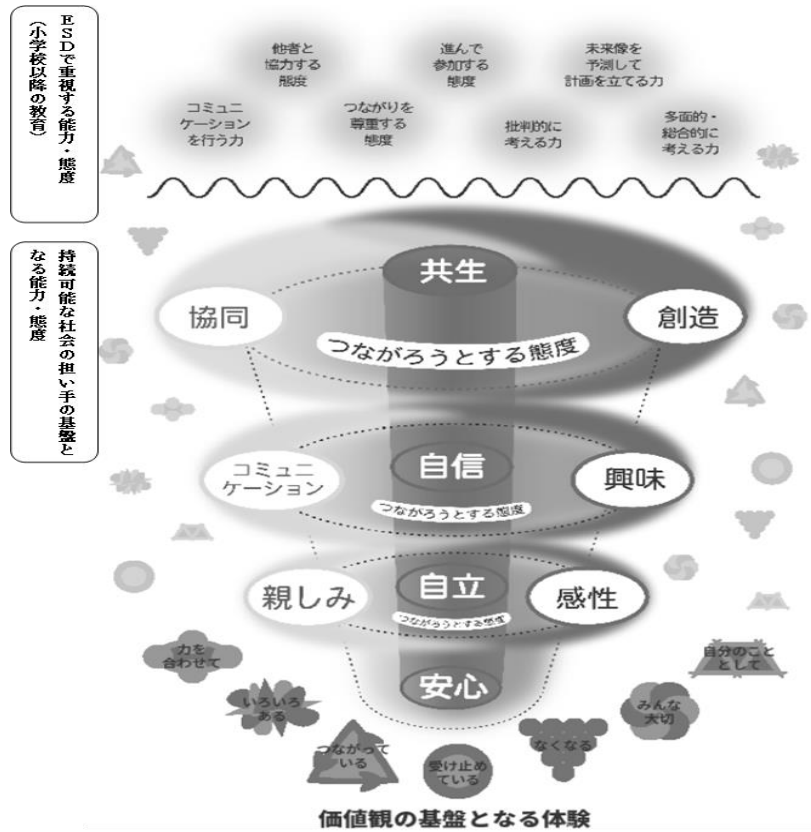 ESDで重視する能力・態度
(小学校以降の教育)
他者と
協力する
態度
進んで
参加する
態度
未来像を
予測して
計画を立てる力
コミュニ
ケーション
を行う力
つながりを
尊重する
態度
批判的に
考える力
多面的・
総合的に
考える力
持続可能な社会の担い手の基盤と
なる能力・態度
共生
協同
創造
つながろうとする態度
自信
コミュニ
ケーション
興味
つながろうとする態度
自立
親しみ
感性
つながろうとする態度
安心
力を
合わせて
いろいろ
ある
つながって
いる
受け止め
ている
なくなる
みんな
大切
自分のこと
として
価値観の基盤となる体験